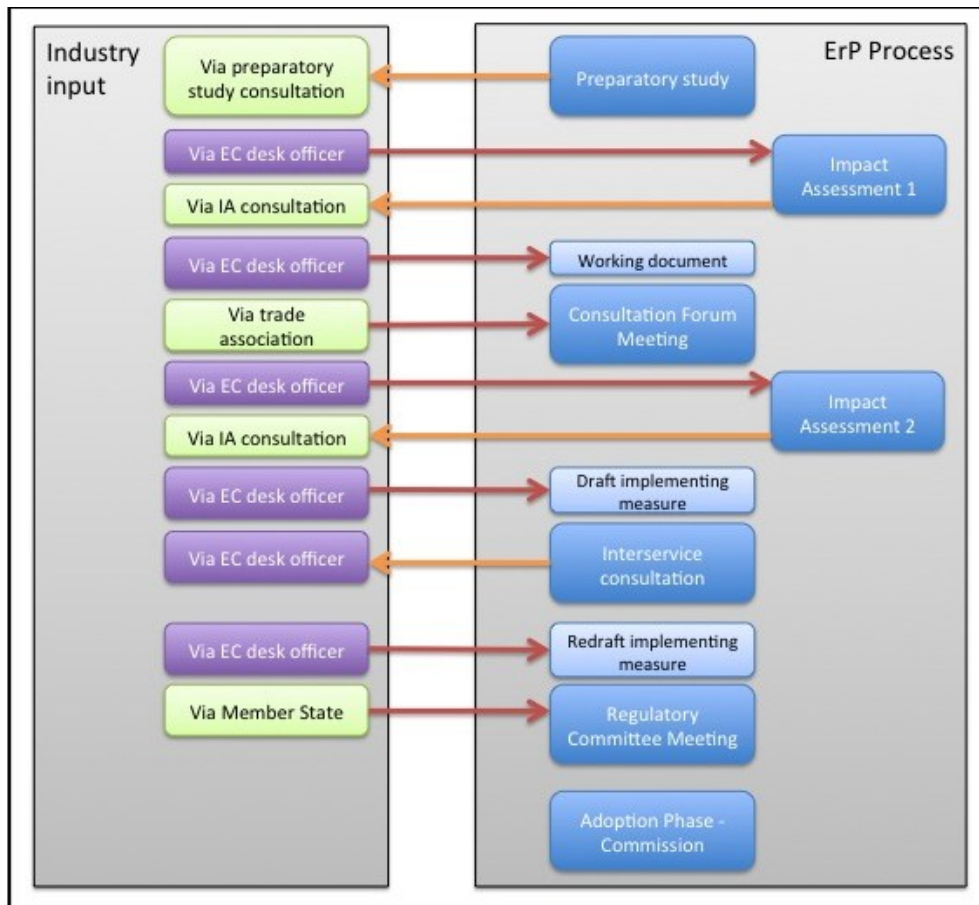 Industry
input
ErP Process
Via preparatory
study consultation
Preparatory study
Via EC desk officer
Impact
Assessment 1
Via IA consultation
Via EC desk officer
Working document
Via trade
association
Consultation Forum
Meeting
Via EC desk officer
Impact
Assessment 2
Via IA consultation
Via EC desk officer
Draft implementing
measure
Via EC desk officer
Interservice
consultation
Via EC desk officer
Redraft implementing
measure
Via Member State
Regulatory
Committee Meeting
Adoption Phase -
Commission